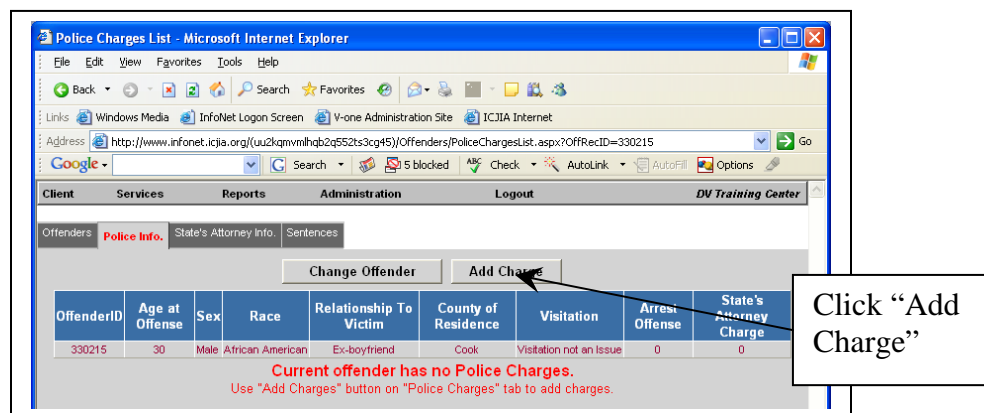 Police Charges List - Microsoft Internet Explorer
File Edit View Favorites Tools Help
Back Search Favorites
Links Windows Media InfoNet Logon Screen V-one Administration Site ICJIA Internet
Address http://www.infonet.icjia.org/(uu2kqmvmlhqb2q552ts3cg45)/Offenders/PoliceChargesList.aspx?OffRecID=330215 Go
Google Search 5 blocked ABC Check AutoLink AutoFill Options
Client Services Reports Administration Logout DV Training Center
Offenders Police Info. State's Attorney Info. Sentences
Change Offender Add Charge
OffenderID Age at Offense Sex Race Relationship To Victim County of Residence Visitation Arrest Offense State's Attorney Charge
330215 30 Male African American Ex-boyfriend Cook Visitation not an Issue 0 0
Current offender has no Police Charges.
Use "Add Charges" button on "Police Charges" tab to add charges.
Click “Add
Charge”